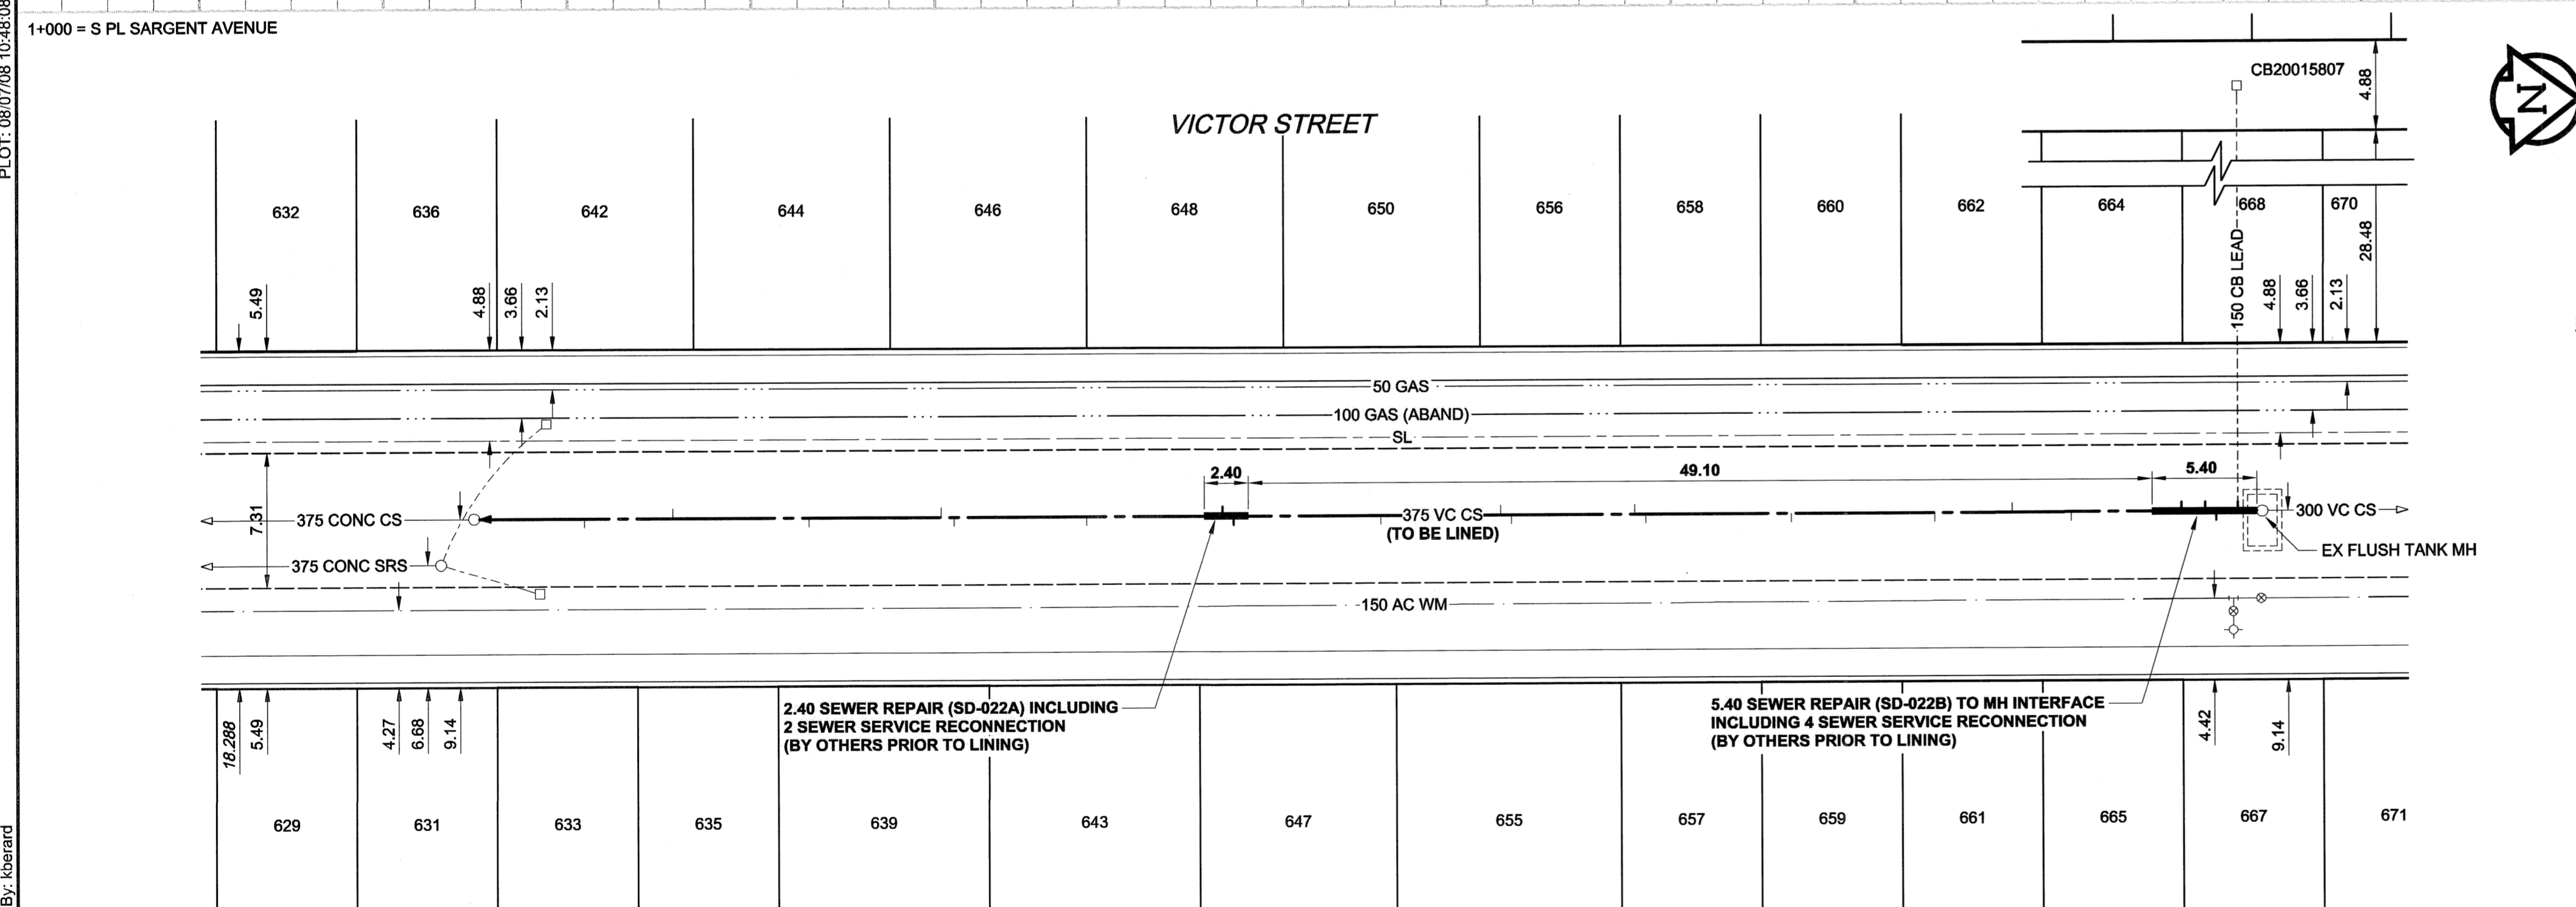 PLOT: 08/07/08 10:48:08
1+000 = S PL SARGENT AVENUE
CB20015807
4.88
N
VICTOR STREET
632
636
642
644
646
648
650
656
658
660
662
664
668
670
28.48
150 CB LEAD
5.49
4.88
3.66
2.13
4.88
3.66
2.13
50 GAS
100 GAS (ABAND)
SL
2.40
49.10
5.40
7.31
375 CONC CS
375 VC CS
(TO BE LINED)
300 VC CS
EX FLUSH TANK MH
375 CONC SRS
150 AC WM
18.288
5.49
4.27
6.68
9.14
2.40 SEWER REPAIR (SD-022A) INCLUDING
2 SEWER SERVICE RECONNECTION
(BY OTHERS PRIOR TO LINING)
5.40 SEWER REPAIR (SD-022B) TO MH INTERFACE
INCLUDING 4 SEWER SERVICE RECONNECTION
(BY OTHERS PRIOR TO LINING)
4.42
9.14
629
631
633
635
639
643
647
655
657
659
661
665
667
671
By: kberard